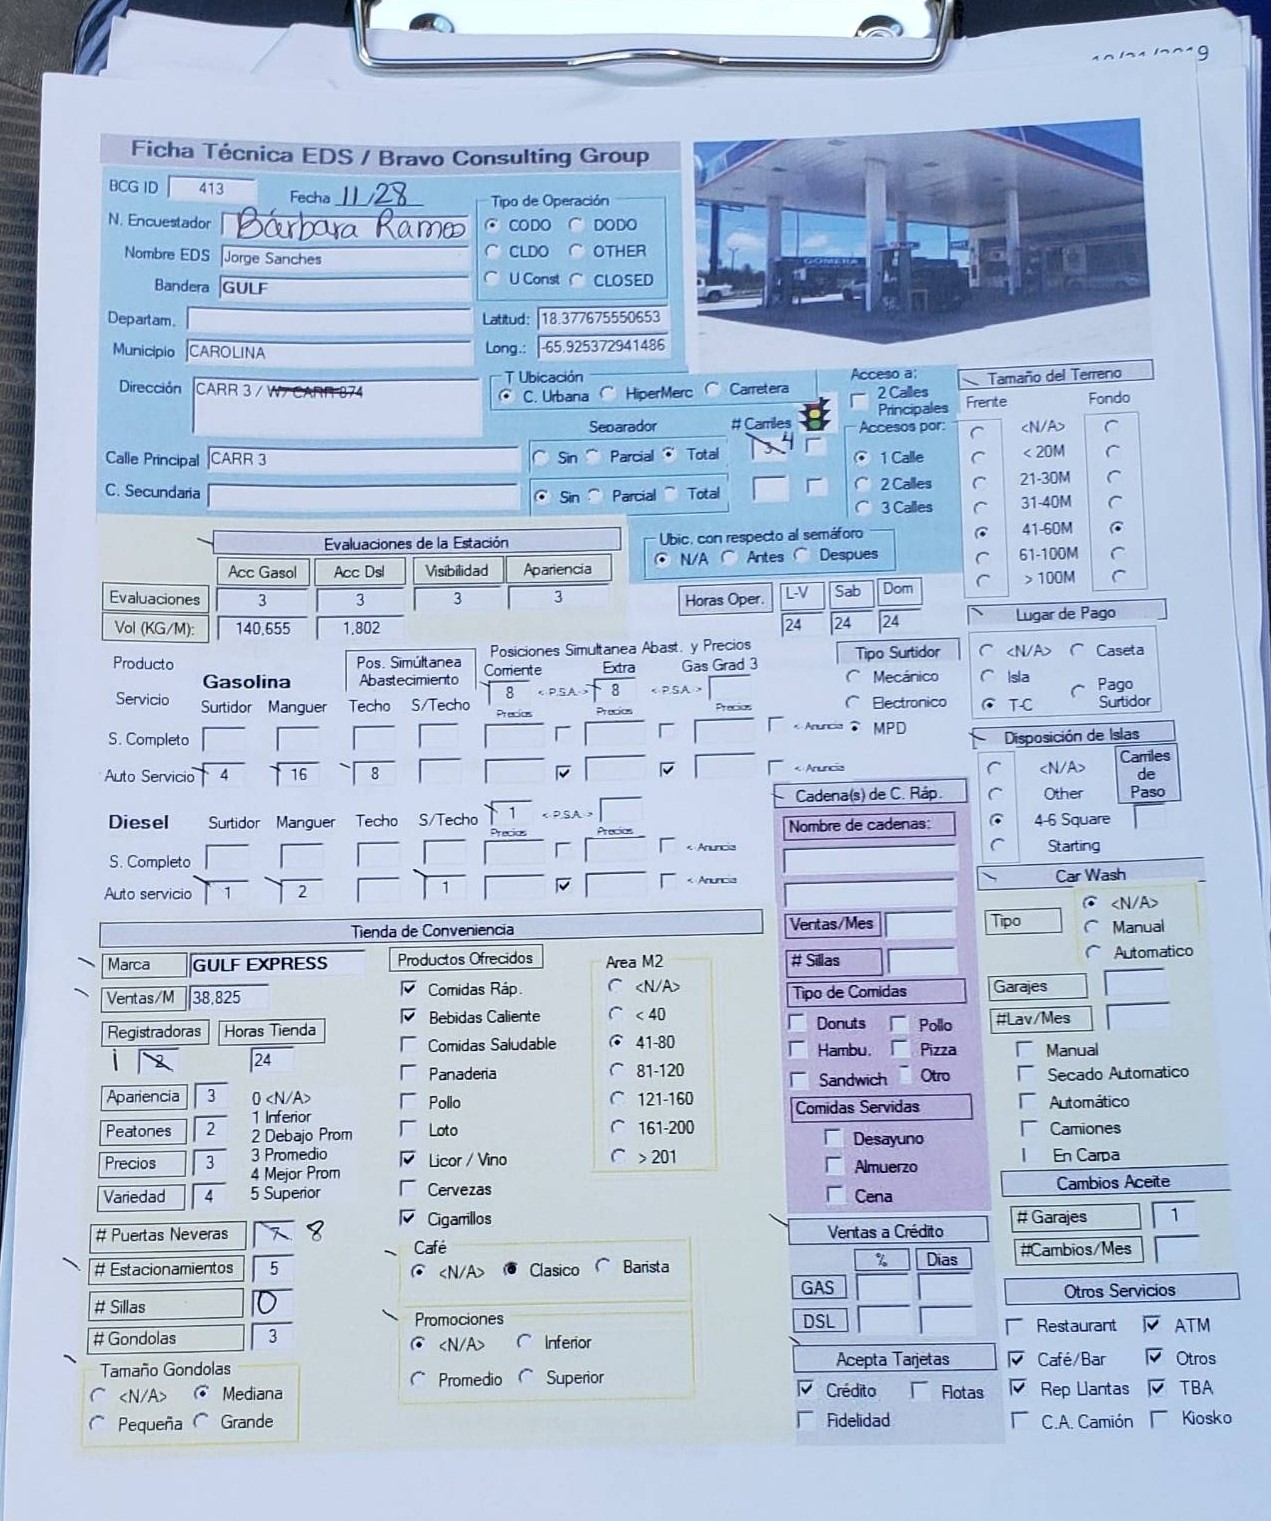 Ficha Técnica EDS / Bravo Consulting Group
BCG ID 413 Fecha 11/28
N. Encuestador Bárbara Ramos
Nombre EDS Jorge Sanches
Bandera GULF
Departam.
Municipio CAROLINA
Dirección CARR 3 / W7 CARR 874
Tipo de Operación
CODO DODO
CLDO OTHER
U Const CLOSED
Latitud: 18.377675550653
Long.: -65.925372941486
GOMERA
T Ubicación
C. Urbana HiperMerc Carretera
Acceso a:
2 Calles
Principales
Separador # Carriles
Calle Principal CARR 3 Sin Parcial Total 3 4
C. Secundaria Sin Parcial Total
Accesos por:
1 Calle
2 Calles
3 Calles
Tamaño del Terreno
Frente Fondo
<N/A>
< 20M
21-30M
31-40M
41-60M
61-100M
> 100M
Evaluaciones de la Estación
Acc Gasol Acc Dsl Visibilidad Apariencia
Evaluaciones 3 3 3 3
Vol (KG/M): 140,655 1,802
Ubic. con respecto al semáforo
N/A Antes Despues
Horas Oper. L-V Sab Dom
24 24 24
Lugar de Pago
<N/A> Caseta
Isla Pago
T-C Surtidor
Producto
Servicio
Gasolina
Surtidor Manguer
Pos. Simúltanea
Abastecimiento
Techo S/Techo
Posiciones Simultanea Abast. y Precios
Corriente Extra Gas Grad 3
8 <-P.S.A.-> 8 <-P.S.A.->
Precios Precios Precios
S. Completo <-Anuncia
Auto Servicio 4 16 8 <-Anuncia
Tipo Surtidor
Mecánico
Electronico
MPD
Disposición de Islas
<N/A>
Other
4-6 Square
Starting
Carriles
de
Paso
Diesel Surtidor Manguer Techo S/Techo
1 <-P.S.A.->
Precios Precios
S. Completo <-Anuncia
Auto servicio 1 2 1 <-Anuncia
Cadena(s) de C. Ráp.
Nombre de cadenas:
Ventas/Mes
# Sillas
Tipo de Comidas
Donuts Pollo
Hambu. Pizza
Sandwich Otro
Comidas Servidas
Desayuno
Almuerzo
Cena
Car Wash
Tipo
<N/A>
Manual
Automatico
Garajes
#Lav/Mes
Manual
Secado Automatico
Automático
Camiones
En Carpa
Tienda de Conveniencia
Marca GULF EXPRESS
Ventas/M 38,825
Registradoras Horas Tienda
1 2 24
Apariencia 3
Peatones 2
Precios 3
Variedad 4
0 <N/A>
1 Inferior
2 Debajo Prom
3 Promedio
4 Mejor Prom
5 Superior
# Puertas Neveras 7 8
# Estacionamientos 5
# Sillas 0
# Gondolas 3
Tamaño Gondolas
<N/A> Mediana
Pequeña Grande
Productos Ofrecidos
Comidas Ráp.
Bebidas Caliente
Comidas Saludable
Panaderia
Pollo
Loto
Licor / Vino
Cervezas
Cigarrillos
Area M2
<N/A>
< 40
41-80
81-120
121-160
161-200
> 201
Café
<N/A> Clasico Barista
Promociones
<N/A> Inferior
Promedio Superior
Ventas a Crédito
% Dias
GAS
DSL
Acepta Tarjetas
Crédito Flotas
Fidelidad
Cambios Aceite
# Garajes 1
#Cambios/Mes
Otros Servicios
Restaurant ATM
Café/Bar Otros
Rep Llantas TBA
C.A. Camión Kiosko